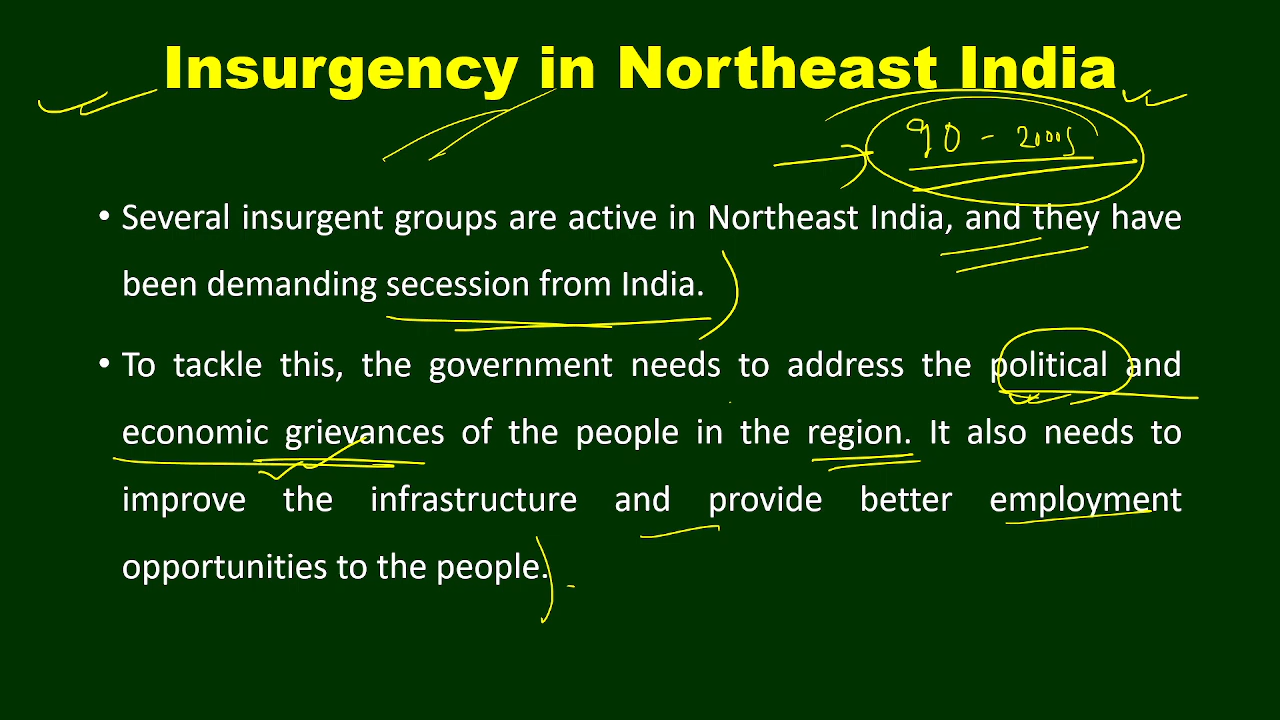 Insurgency in Northeast India
90 - 2000s
• Several insurgent groups are active in Northeast India, and they have
been demanding secession from India.
• To tackle this, the government needs to address the political and
economic grievances of the people in the region. It also needs to
improve the infrastructure and provide better employment
opportunities to the people.